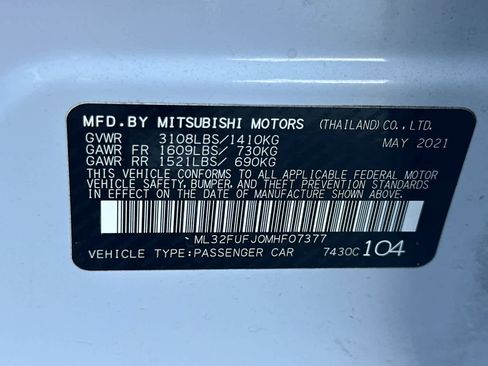 MFD.BY MITSUBISHI MOTORS (THAILAND)CO.,LTD.
GVWR 3108LBS/1410KG MAY 2021
GAWR FR 1609LBS/ 730KG
GAWR RR 1521LBS/ 690KG
THIS VEHICLE CONFORMS TO ALL APPLICABLE FEDERAL MOTOR
VEHICLE SAFETY, BUMPER, AND THEFT PREVENTION STANDARDS
IN EFFECT ON THE DATE OF MANUFACTURE SHOWN ABOVE.
ML32FUFJ0MHF07377
VEHICLE TYPE:PASSENGER CAR 7430C 104